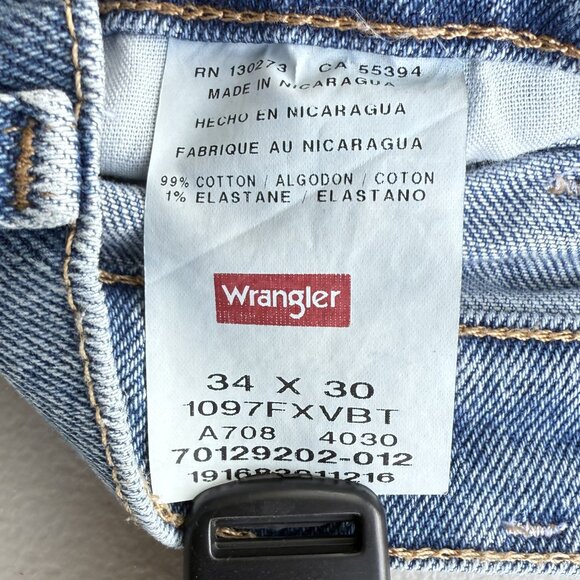 RN 130273 CA 55394
MADE IN NICARAGUA
HECHO EN NICARAGUA
FABRIQUE AU NICARAGUA
99% COTTON / ALGODON / COTON
1% ELASTANE / ELASTANO
Wrangler
34 X 30
1097FXVBT
A708 4030
70129202-012